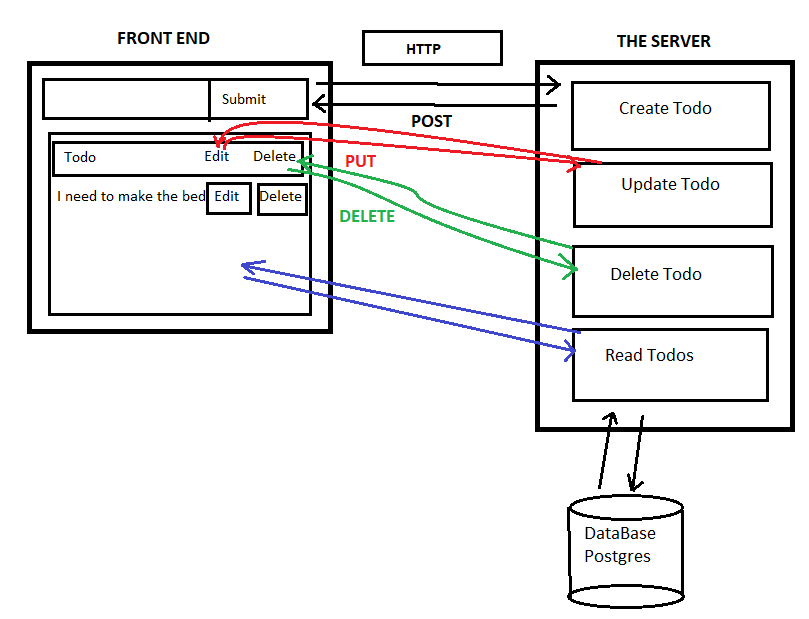 FRONT END
HTTP
THE SERVER
Submit
POST
Create Todo
Todo Edit Delete
PUT
Update Todo
I need to make the bed Edit Delete
DELETE
Delete Todo
Read Todos
DataBase
Postgres